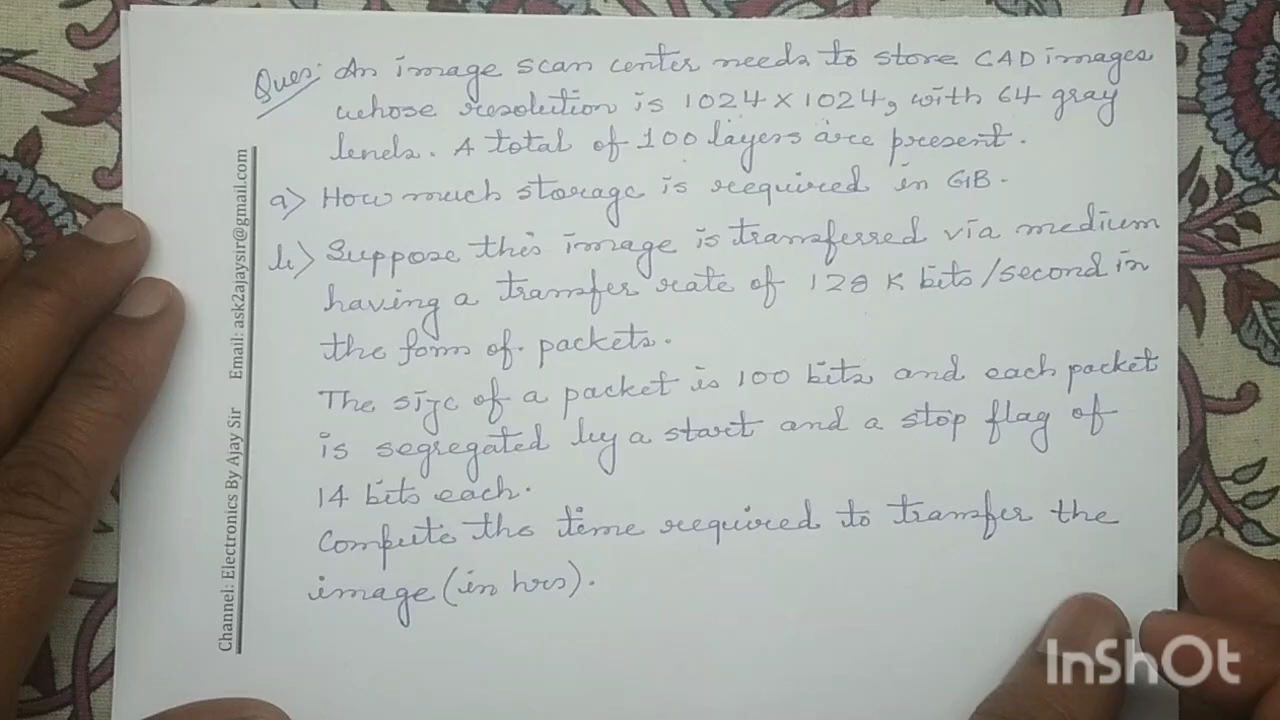 Ques: An image scan center needs to store CAD images
whose resolution is 1024 × 1024, with 64 gray
levels. A total of 100 layers are present.
a) How much storage is required in GB.
b) Suppose this image is transferred via medium
having a transfer rate of 128 K bits/second in
the form of packets.
The size of a packet is 100 bits and each packet
is segregated by a start and a stop flag of
14 bits each.
Compute the time required to transfer the
image (in hrs).
Channel: Electronics By Ajay Sir Email: ask2ajaysir@gmail.com
InShOt